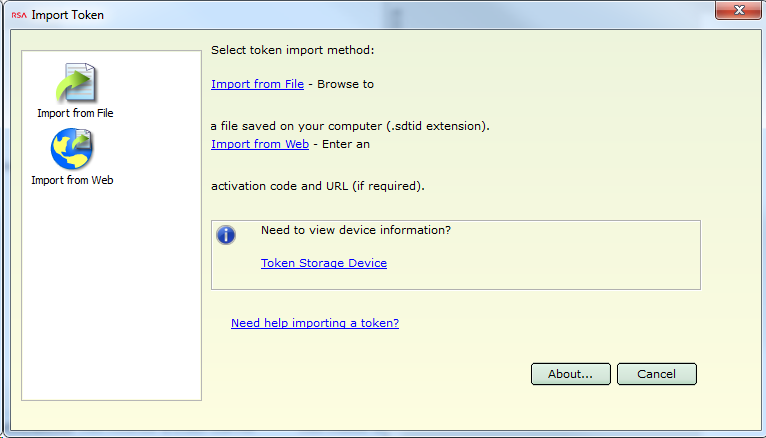 RSA Import Token
Import from File
Import from Web
Select token import method:
Import from File - Browse to
a file saved on your computer (.sdtid extension).
Import from Web - Enter an
activation code and URL (if required).
Need to view device information?
Token Storage Device
Need help importing a token?
About... Cancel